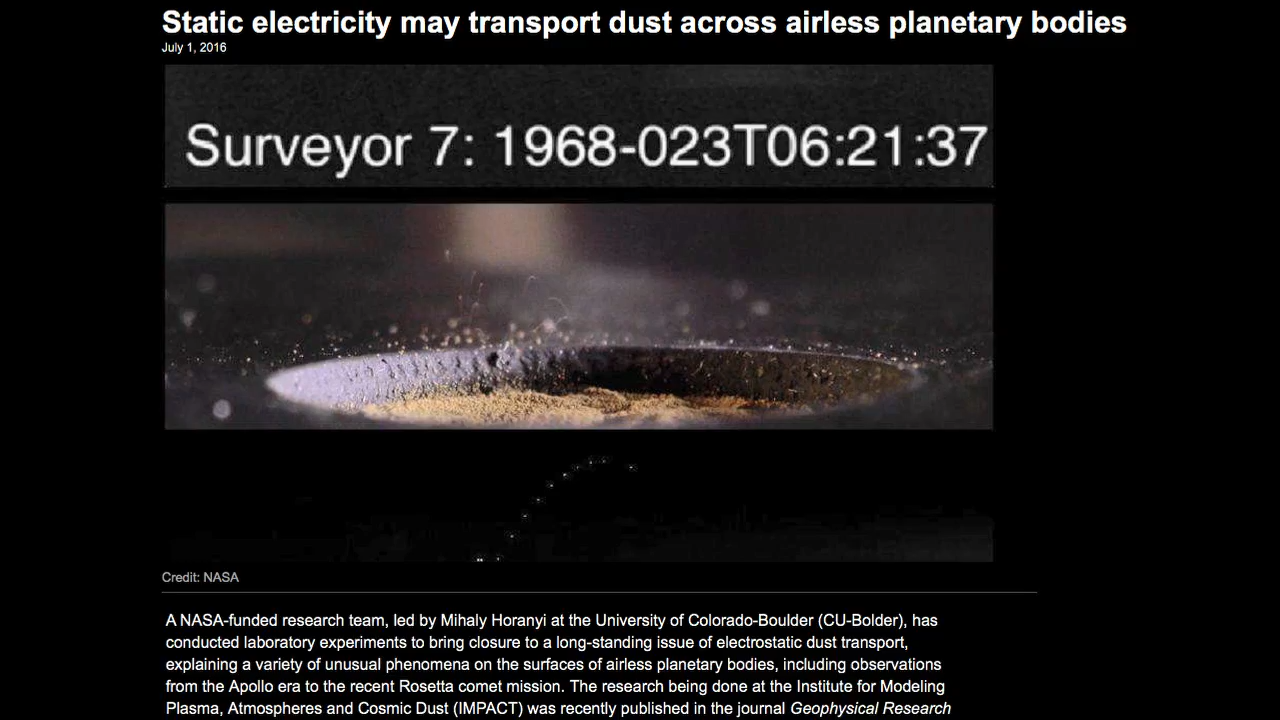 Static electricity may transport dust across airless planetary bodies
July 1, 2016
Surveyor 7: 1968-023T06:21:37
Credit: NASA
A NASA-funded research team, led by Mihaly Horanyi at the University of Colorado-Boulder (CU-Bolder), has
conducted laboratory experiments to bring closure to a long-standing issue of electrostatic dust transport,
explaining a variety of unusual phenomena on the surfaces of airless planetary bodies, including observations
from the Apollo era to the recent Rosetta comet mission. The research being done at the Institute for Modeling
Plasma, Atmospheres and Cosmic Dust (IMPACT) was recently published in the journal Geophysical Research